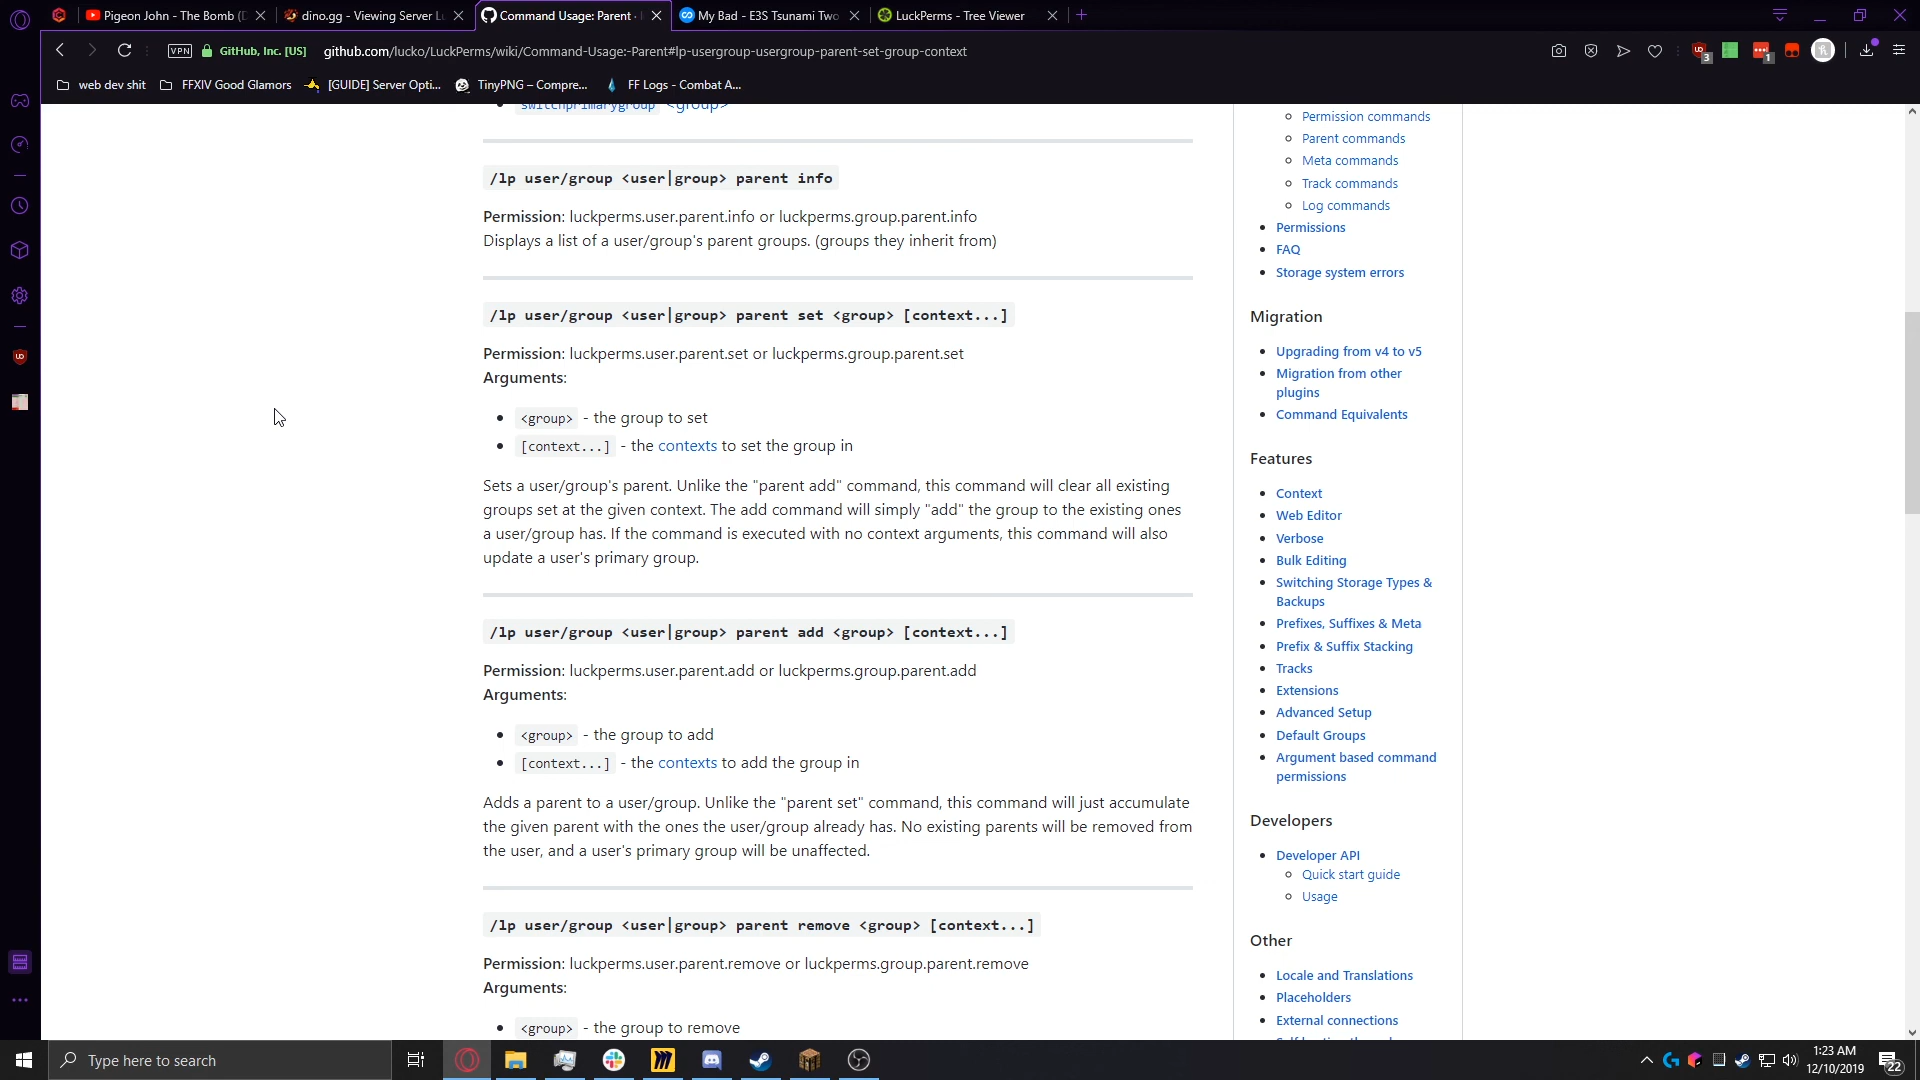 Pigeon John - The Bomb (
dino.gg - Viewing Server L
Command Usage: Parent ·
My Bad - E3S Tsunami Two
LuckPerms - Tree Viewer
VPN
GitHub, Inc. [US]
github.com/lucko/LuckPerms/wiki/Command-Usage:-Parent#lp-usergroup-usergroup-parent-set-group-context
3
1
web dev shit
FFXIV Good Glamors
[GUIDE] Server Opti...
TinyPNG – Compre...
FF Logs - Combat A...
switchprimarygroup <group>
/lp user/group <user|group> parent info
Permission: luckperms.user.parent.info or luckperms.group.parent.info
Displays a list of a user/group's parent groups. (groups they inherit from)
/lp user/group <user|group> parent set <group> [context...]
Permission: luckperms.user.parent.set or luckperms.group.parent.set
Arguments:
<group> - the group to set
[context...] - the contexts to set the group in
Sets a user/group's parent. Unlike the "parent add" command, this command will clear all existing
groups set at the given context. The add command will simply "add" the group to the existing ones
a user/group has. If the command is executed with no context arguments, this command will also
update a user's primary group.
/lp user/group <user|group> parent add <group> [context...]
Permission: luckperms.user.parent.add or luckperms.group.parent.add
Arguments:
<group> - the group to add
[context...] - the contexts to add the group in
Adds a parent to a user/group. Unlike the "parent set" command, this command will just accumulate
the given parent with the ones the user/group already has. No existing parents will be removed from
the user, and a user's primary group will be unaffected.
/lp user/group <user|group> parent remove <group> [context...]
Permission: luckperms.user.parent.remove or luckperms.group.parent.remove
Arguments:
<group> - the group to remove
Permission commands
Parent commands
Meta commands
Track commands
Log commands
Permissions
FAQ
Storage system errors
Migration
Upgrading from v4 to v5
Migration from other
plugins
Command Equivalents
Features
Context
Web Editor
Verbose
Bulk Editing
Switching Storage Types &
Backups
Prefixes, Suffixes & Meta
Prefix & Suffix Stacking
Tracks
Extensions
Advanced Setup
Default Groups
Argument based command
permissions
Developers
Developer API
Quick start guide
Usage
Other
Locale and Translations
Placeholders
External connections
Type here to search
1:23 AM
12/10/2019
22